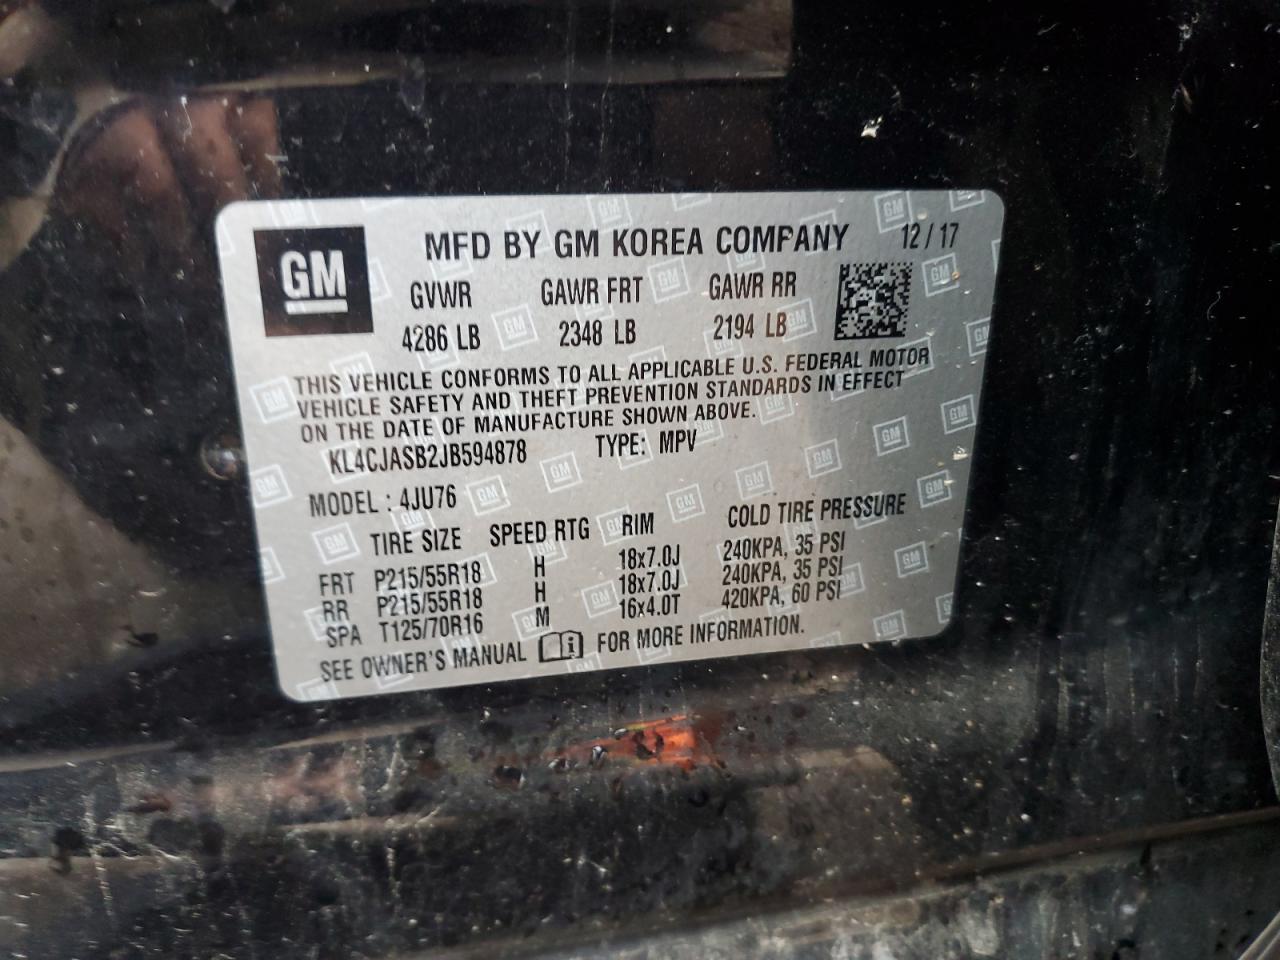 GM
MFD BY GM KOREA COMPANY 12/17
GVWR GAWR FRT GAWR RR
4286 LB 2348 LB 2194 LB
THIS VEHICLE CONFORMS TO ALL APPLICABLE U.S. FEDERAL MOTOR
VEHICLE SAFETY AND THEFT PREVENTION STANDARDS IN EFFECT
ON THE DATE OF MANUFACTURE SHOWN ABOVE.
KL4CJASB2JB594878 TYPE: MPV
MODEL: 4JU76
TIRE SIZE SPEED RTG RIM COLD TIRE PRESSURE
FRT P215/55R18 H 18x7.0J 240KPA, 35 PSI
RR P215/55R18 H 18x7.0J 240KPA, 35 PSI
SPA T125/70R16 M 16x4.0T 420KPA, 60 PSI
SEE OWNER'S MANUAL i FOR MORE INFORMATION.